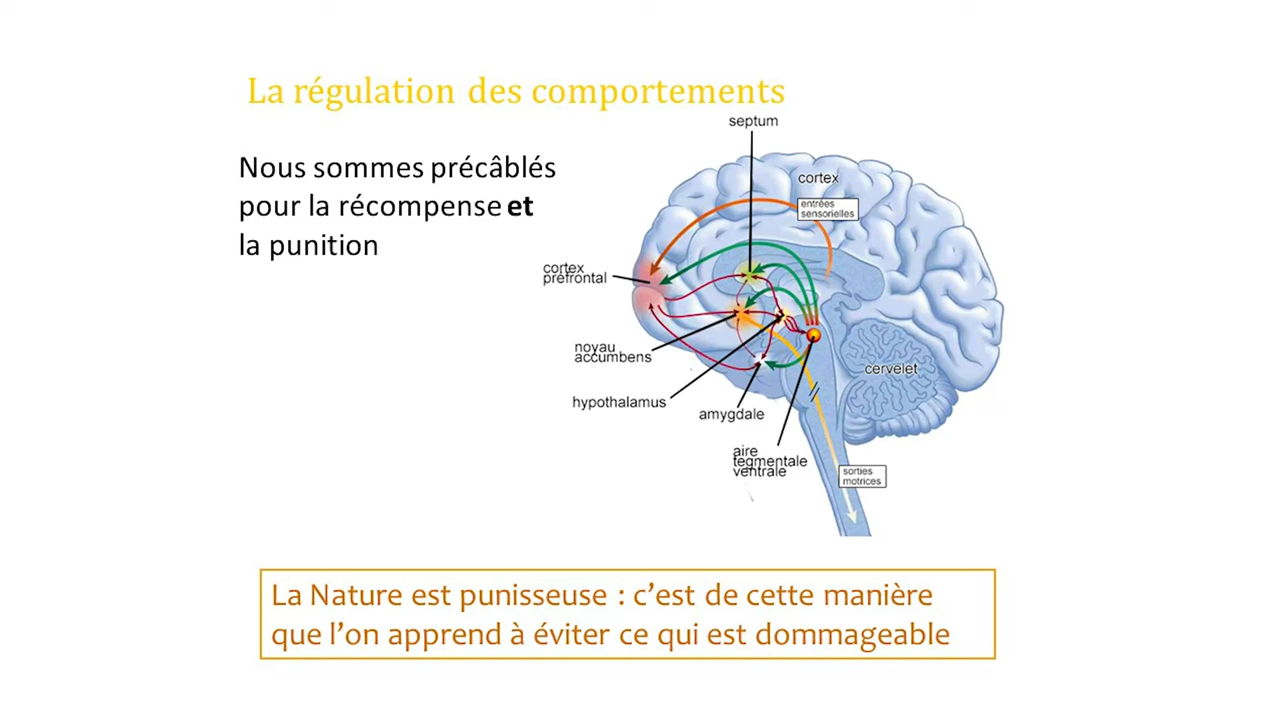 La régulation des comportements
Nous sommes précâblés
pour la récompense et
la punition
septum
cortex
entrées
sensorielles
cortex
préfrontal
noyau
accumbens
hypothalamus
amygdale
aire
tegmentale
ventrale
cervelet
sorties
motrices
La Nature est punisseuse : c’est de cette manière
que l’on apprend à éviter ce qui est dommageable